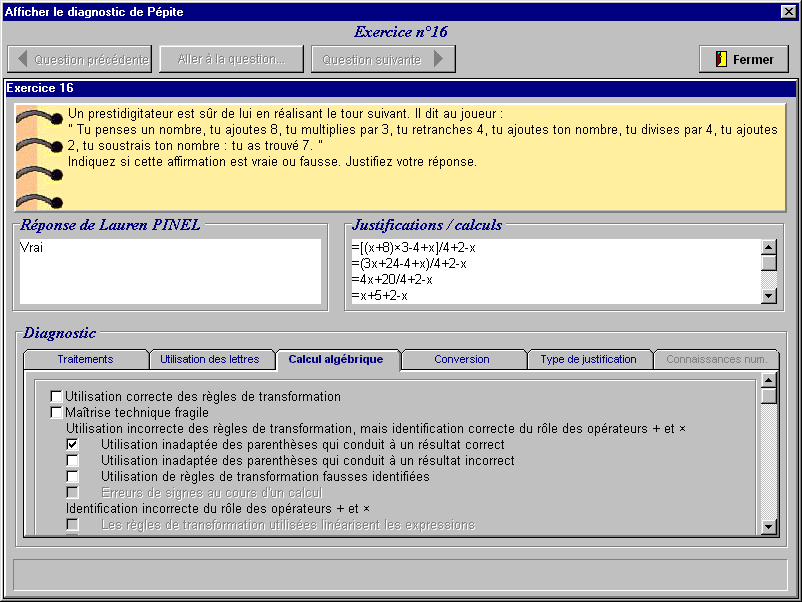 Afficher le diagnostic de Pépite
Exercice n°16
Question précédente
Aller à la question...
Question suivante
Fermer
Exercice 16
Un prestidigitateur est sûr de lui en réalisant le tour suivant. Il dit au joueur :
" Tu penses un nombre, tu ajoutes 8, tu multiplies par 3, tu retranches 4, tu ajoutes ton nombre, tu divises par 4, tu ajoutes
2, tu soustrais ton nombre : tu as trouvé 7. "
Indiquez si cette affirmation est vraie ou fausse. Justifiez votre réponse.
Réponse de Lauren PINEL
Vrai
Justifications / calculs
=[(x+8)×3-4+x]/4+2-x
=(3x+24-4+x)/4+2-x
=4x+20/4+2-x
=x+5+2-x
Diagnostic
Traitements
Utilisation des lettres
Calcul algébrique
Conversion
Type de justification
Connaissances num.
Utilisation correcte des règles de transformation
Maîtrise technique fragile
Utilisation incorrecte des règles de transformation, mais identification correcte du rôle des opérateurs + et ×
Utilisation inadaptée des parenthèses qui conduit à un résultat correct
Utilisation inadaptée des parenthèses qui conduit à un résultat incorrect
Utilisation de règles de transformation fausses identifiées
Erreurs de signes au cours d'un calcul
Identification incorrecte du rôle des opérateurs + et ×
Les règles de transformation utilisées linéarisent les expressions